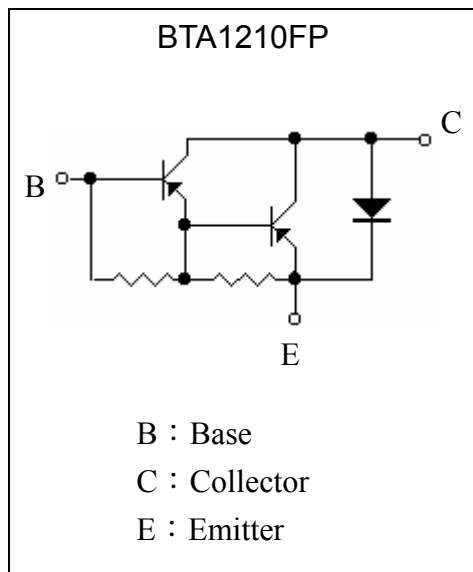 BTA1210FP
C
B
E
B：Base
C：Collector
E：Emitter